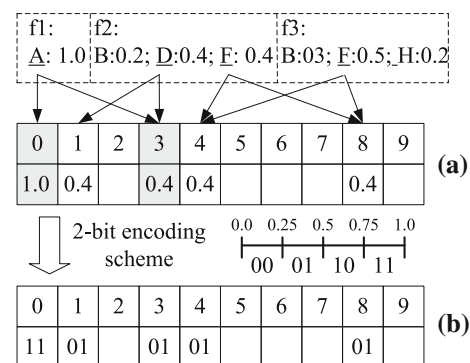 f1: f2: f3:
A: 1.0 B:0.2; D:0.4; F: 0.4 B:03; F:0.5; H:0.2
0 1 2 3 4 5 6 7 8 9
1.0 0.4 0.4 0.4 0.4
(a)
2-bit encoding
scheme
0.0 0.25 0.5 0.75 1.0
00 01 10 11
0 1 2 3 4 5 6 7 8 9
11 01 01 01 01
(b)